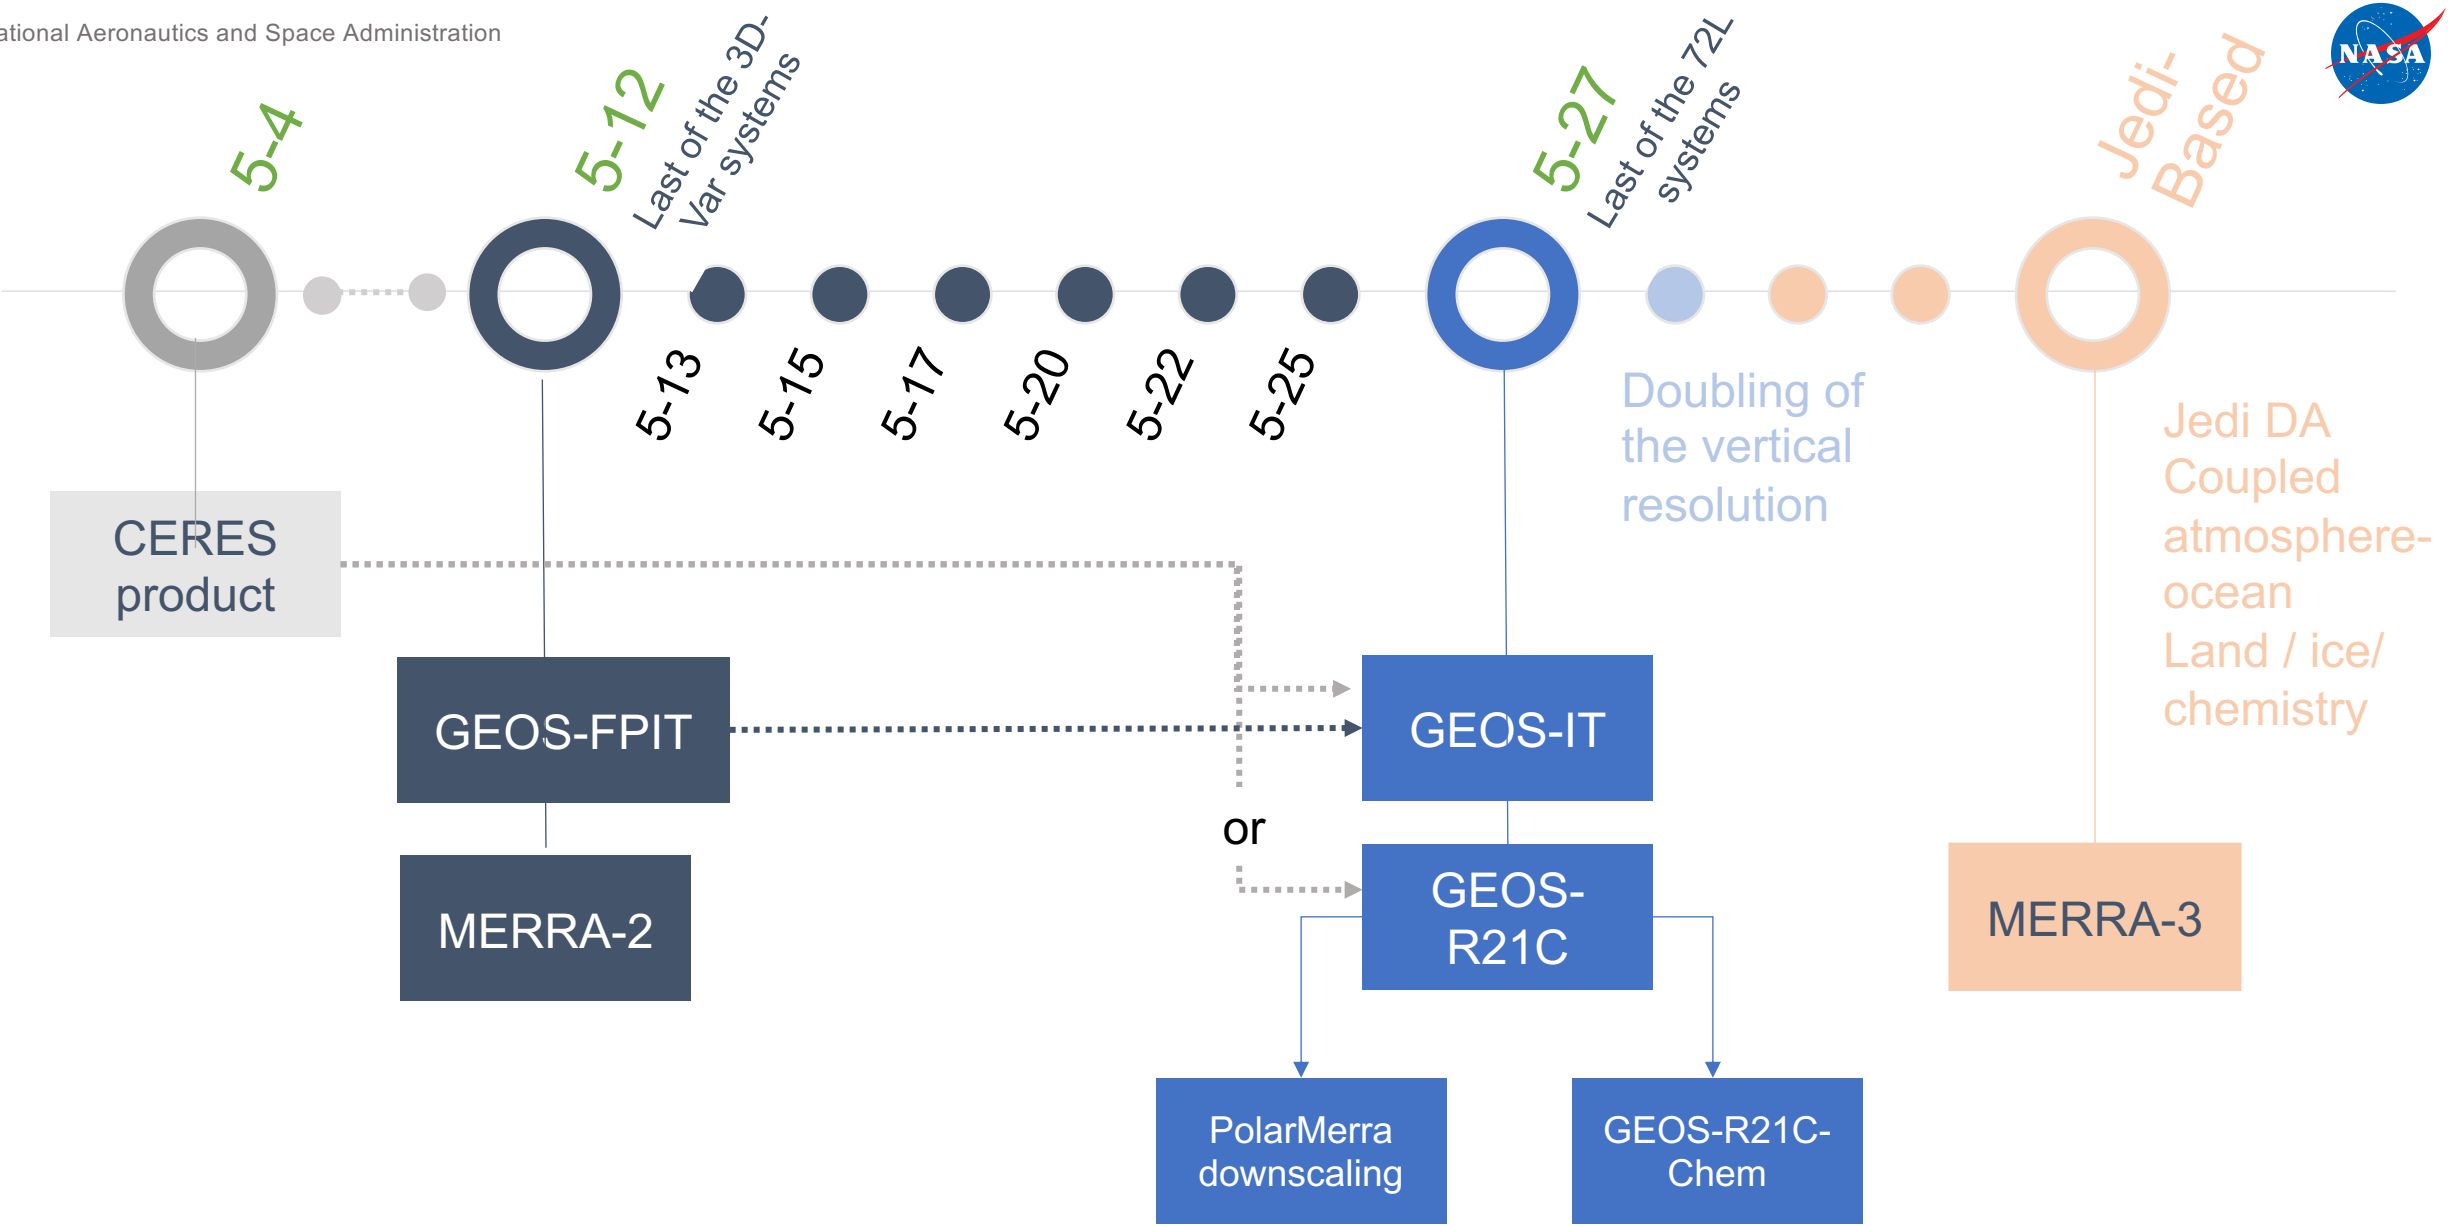 ational Aeronautics and Space Administration
NASA
5-4
5-12
Last of the 3D-
Var systems
5-27
Last of the 72L
systems
Jedi-
Based
5-13
5-15
5-17
5-20
5-22
5-25
Doubling of
the vertical
resolution
Jedi DA
Coupled
atmosphere-
ocean
Land / ice/
chemistry
CERES
product
GEOS-FPIT
GEOS-IT
or
MERRA-2
GEOS-
R21C
MERRA-3
PolarMerra
downscaling
GEOS-R21C-
Chem